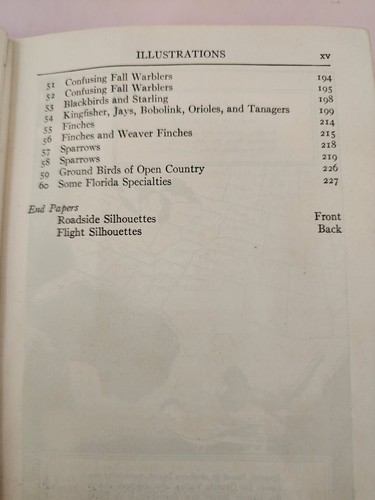 ILLUSTRATIONS xv
51 Confusing Fall Warblers 194
52 Confusing Fall Warblers 195
53 Blackbirds and Starling 198
54 Kingfisher, Jays, Bobolink, Orioles, and Tanagers 199
55 Finches 214
56 Finches and Weaver Finches 215
57 Sparrows 218
58 Sparrows 219
59 Ground Birds of Open Country 226
60 Some Florida Specialties 227
End Papers
Roadside Silhouettes Front
Flight Silhouettes Back